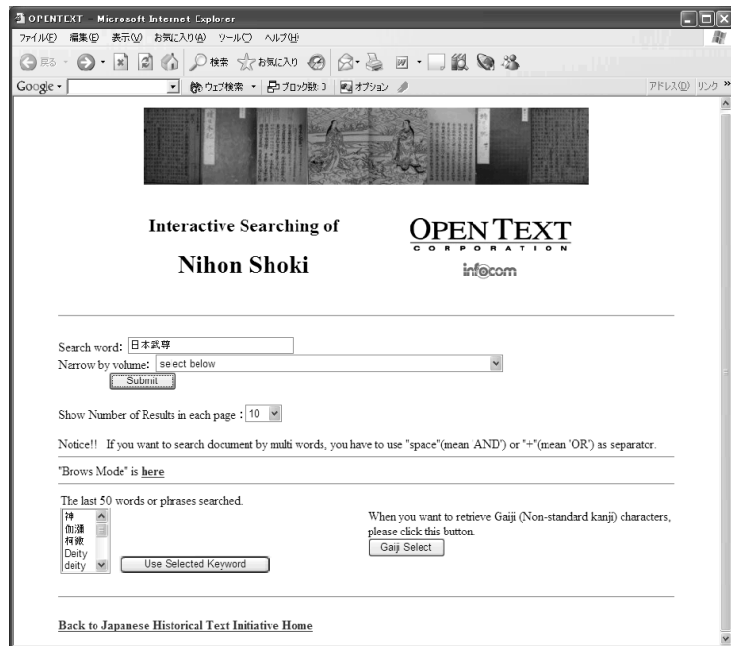 OPENTEXT - Microsoft Internet Explorer
ファイル(F) 編集(E) 表示(V) お気に入り(A) ツール(T) ヘルプ(H)
戻る 検索 お気に入り
Google ウェブ検索 ブロック数: オプション アドレス(D) リンク »
Interactive Searching of
Nihon Shoki
OPEN TEXT
CORPORATION
infocom
Search word: 日本武尊
Narrow by volume: select below
Submit
Show Number of Results in each page : 10
Notice!! If you want to search document by multi words, you have to use "space"(mean 'AND') or "+"(mean 'OR') as separator.
"Brows Mode" is here
The last 50 words or phrases searched.
神
伽
柯
Deity
deity
Use Selected Keyword
When you want to retrieve Gaiji (Non-standard kanji) characters,
please click this button.
Gaiji Select
Back to Japanese Historical Text Initiative Home